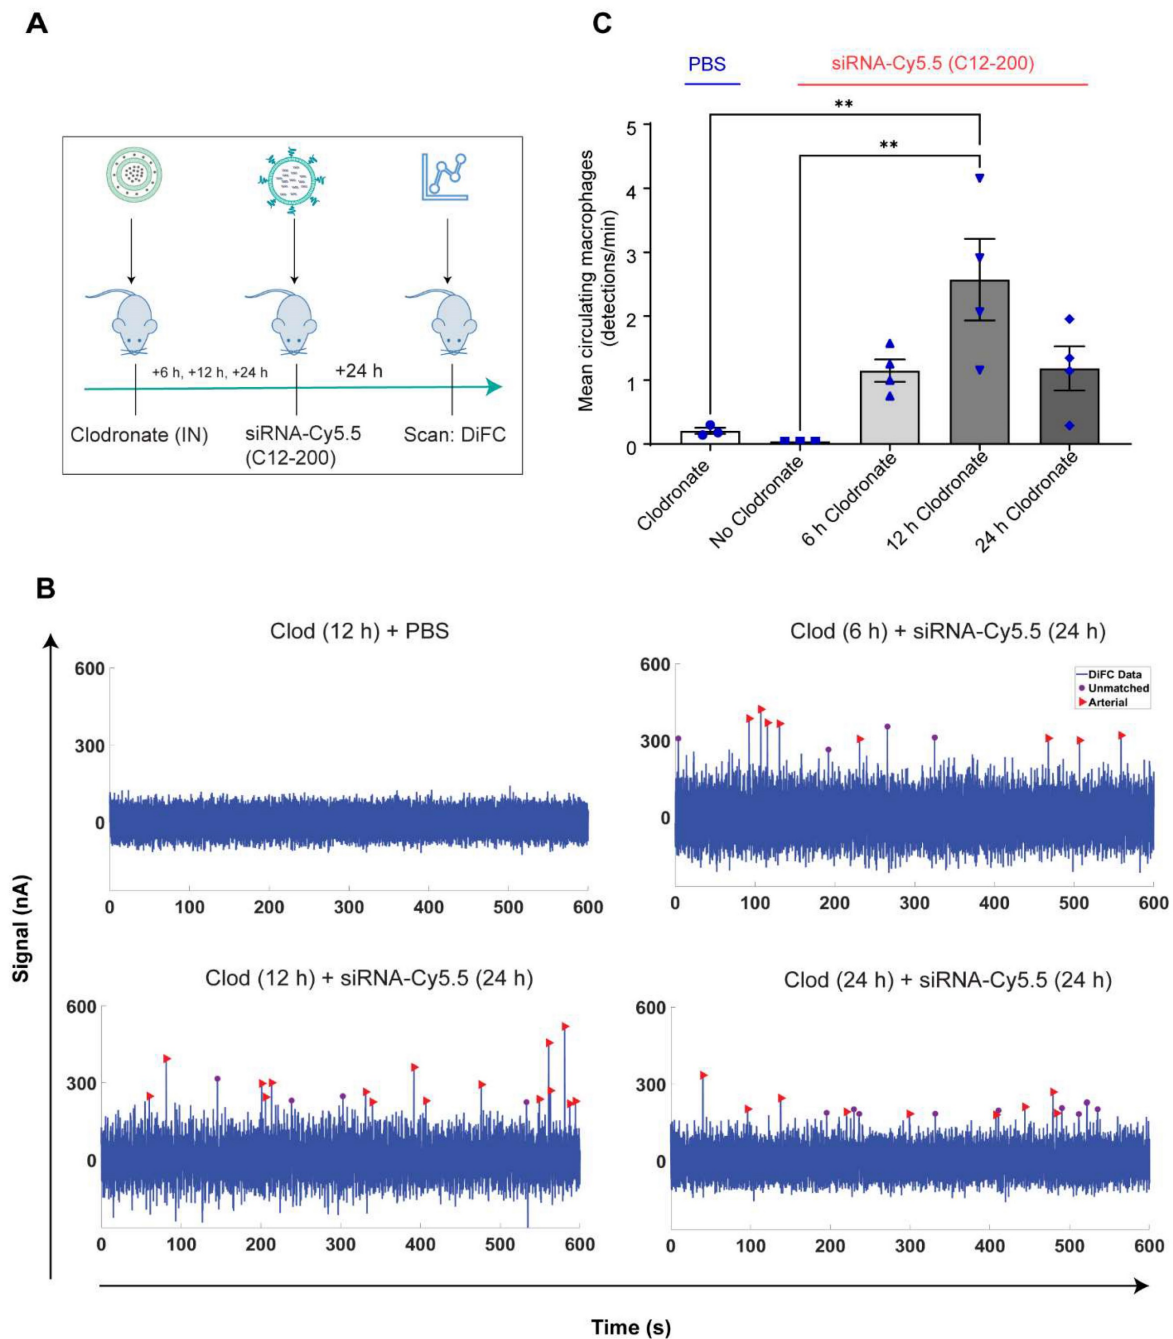 A
Clodronate (IN)
+6 h, +12 h, +24 h
siRNA-Cy5.5
(C12-200)
+24 h
Scan: DiFC
C
PBS
siRNA-Cy5.5 (C12-200)
**
**
Mean circulating macrophages
(detections/min)
5
4
3
2
1
0
Clodronate
No Clodronate
6 h Clodronate
12 h Clodronate
24 h Clodronate
B
Signal (nA)
Clod (12 h) + PBS
600
300
0
0 100 200 300 400 500 600
Clod (6 h) + siRNA-Cy5.5 (24 h)
DiFC Data
Unmatched
Arterial
600
300
0
0 100 200 300 400 500 600
Clod (12 h) + siRNA-Cy5.5 (24 h)
600
300
0
0 100 200 300 400 500 600
Clod (24 h) + siRNA-Cy5.5 (24 h)
600
300
0
0 100 200 300 400 500 600
Time (s)